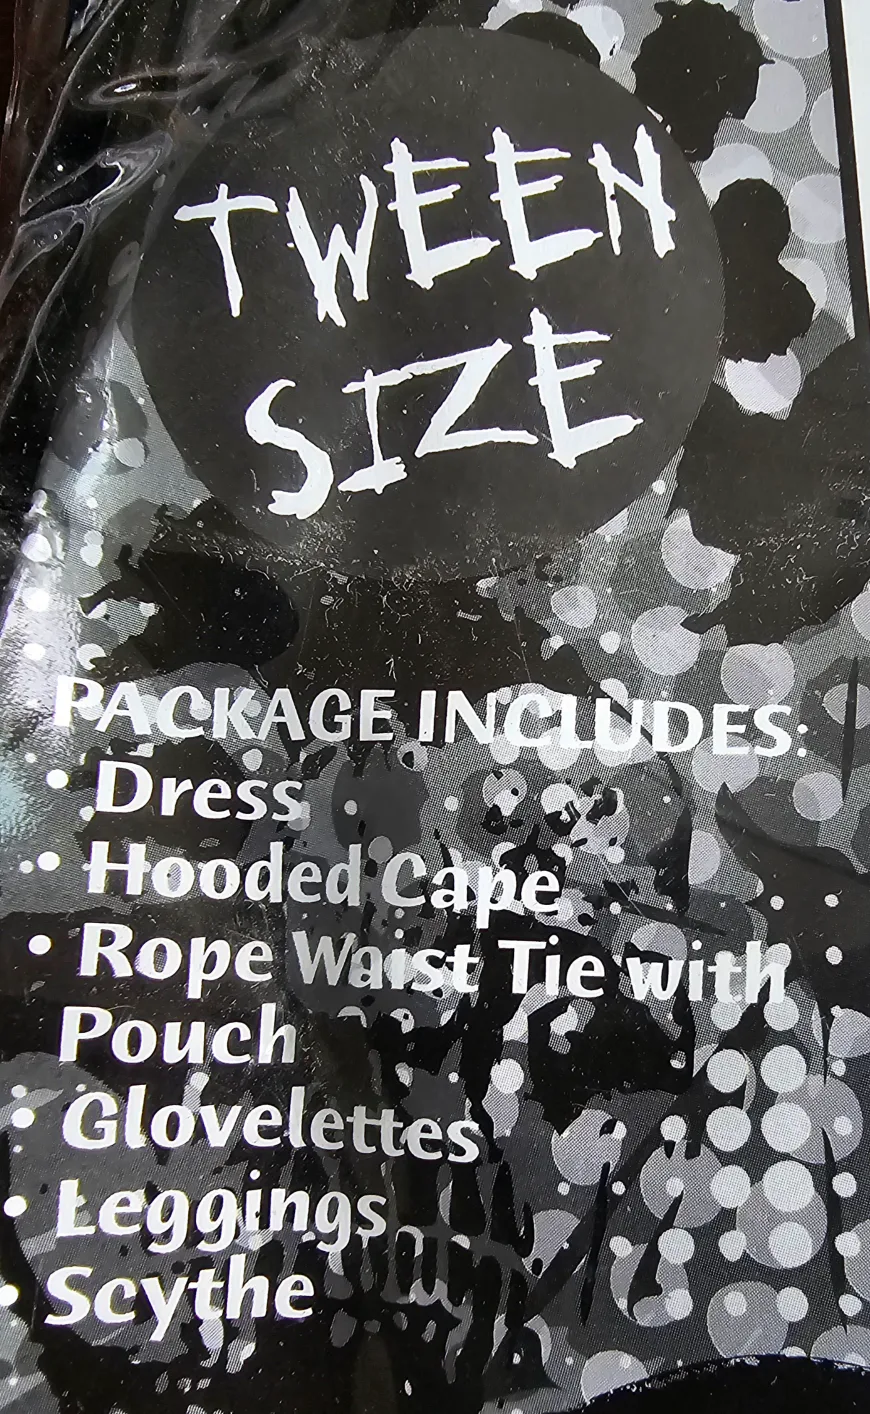 TWEEN
SIZE
PACKAGE INCLUDES:
• Dress
• Hooded Cape
• Rope Waist Tie with
Pouch
• Glovelettes
• Leggings
• Scythe